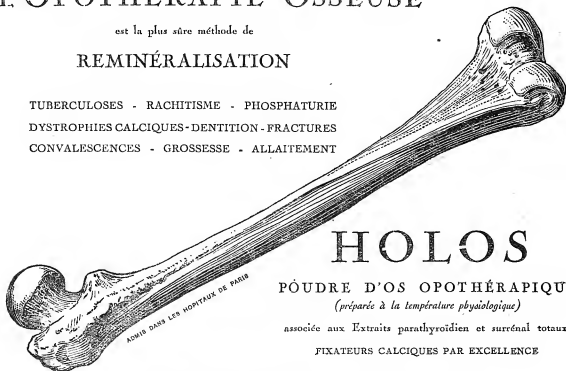 L'OPOTHÉRAPIE OSSEUSE
est la plus sûre méthode de
REMINÉRALISATION
TUBERCULOSES - RACHITISME - PHOSPHATURIE
DYSTROPHIES CALCIQUES - DENTITION - FRACTURES
CONVALESCENCES - GROSSESSE - ALLAITEMENT
ADMIS DANS LES HOPITAUX DE PARIS
HOLOS
POUDRE D'OS OPOTHÉRAPIQU
(préparée à la température physiologique)
associée aux Extraits parathyroïdien et surrénal totaux
FIXATEURS CALCIQUES PAR EXCELLENCE